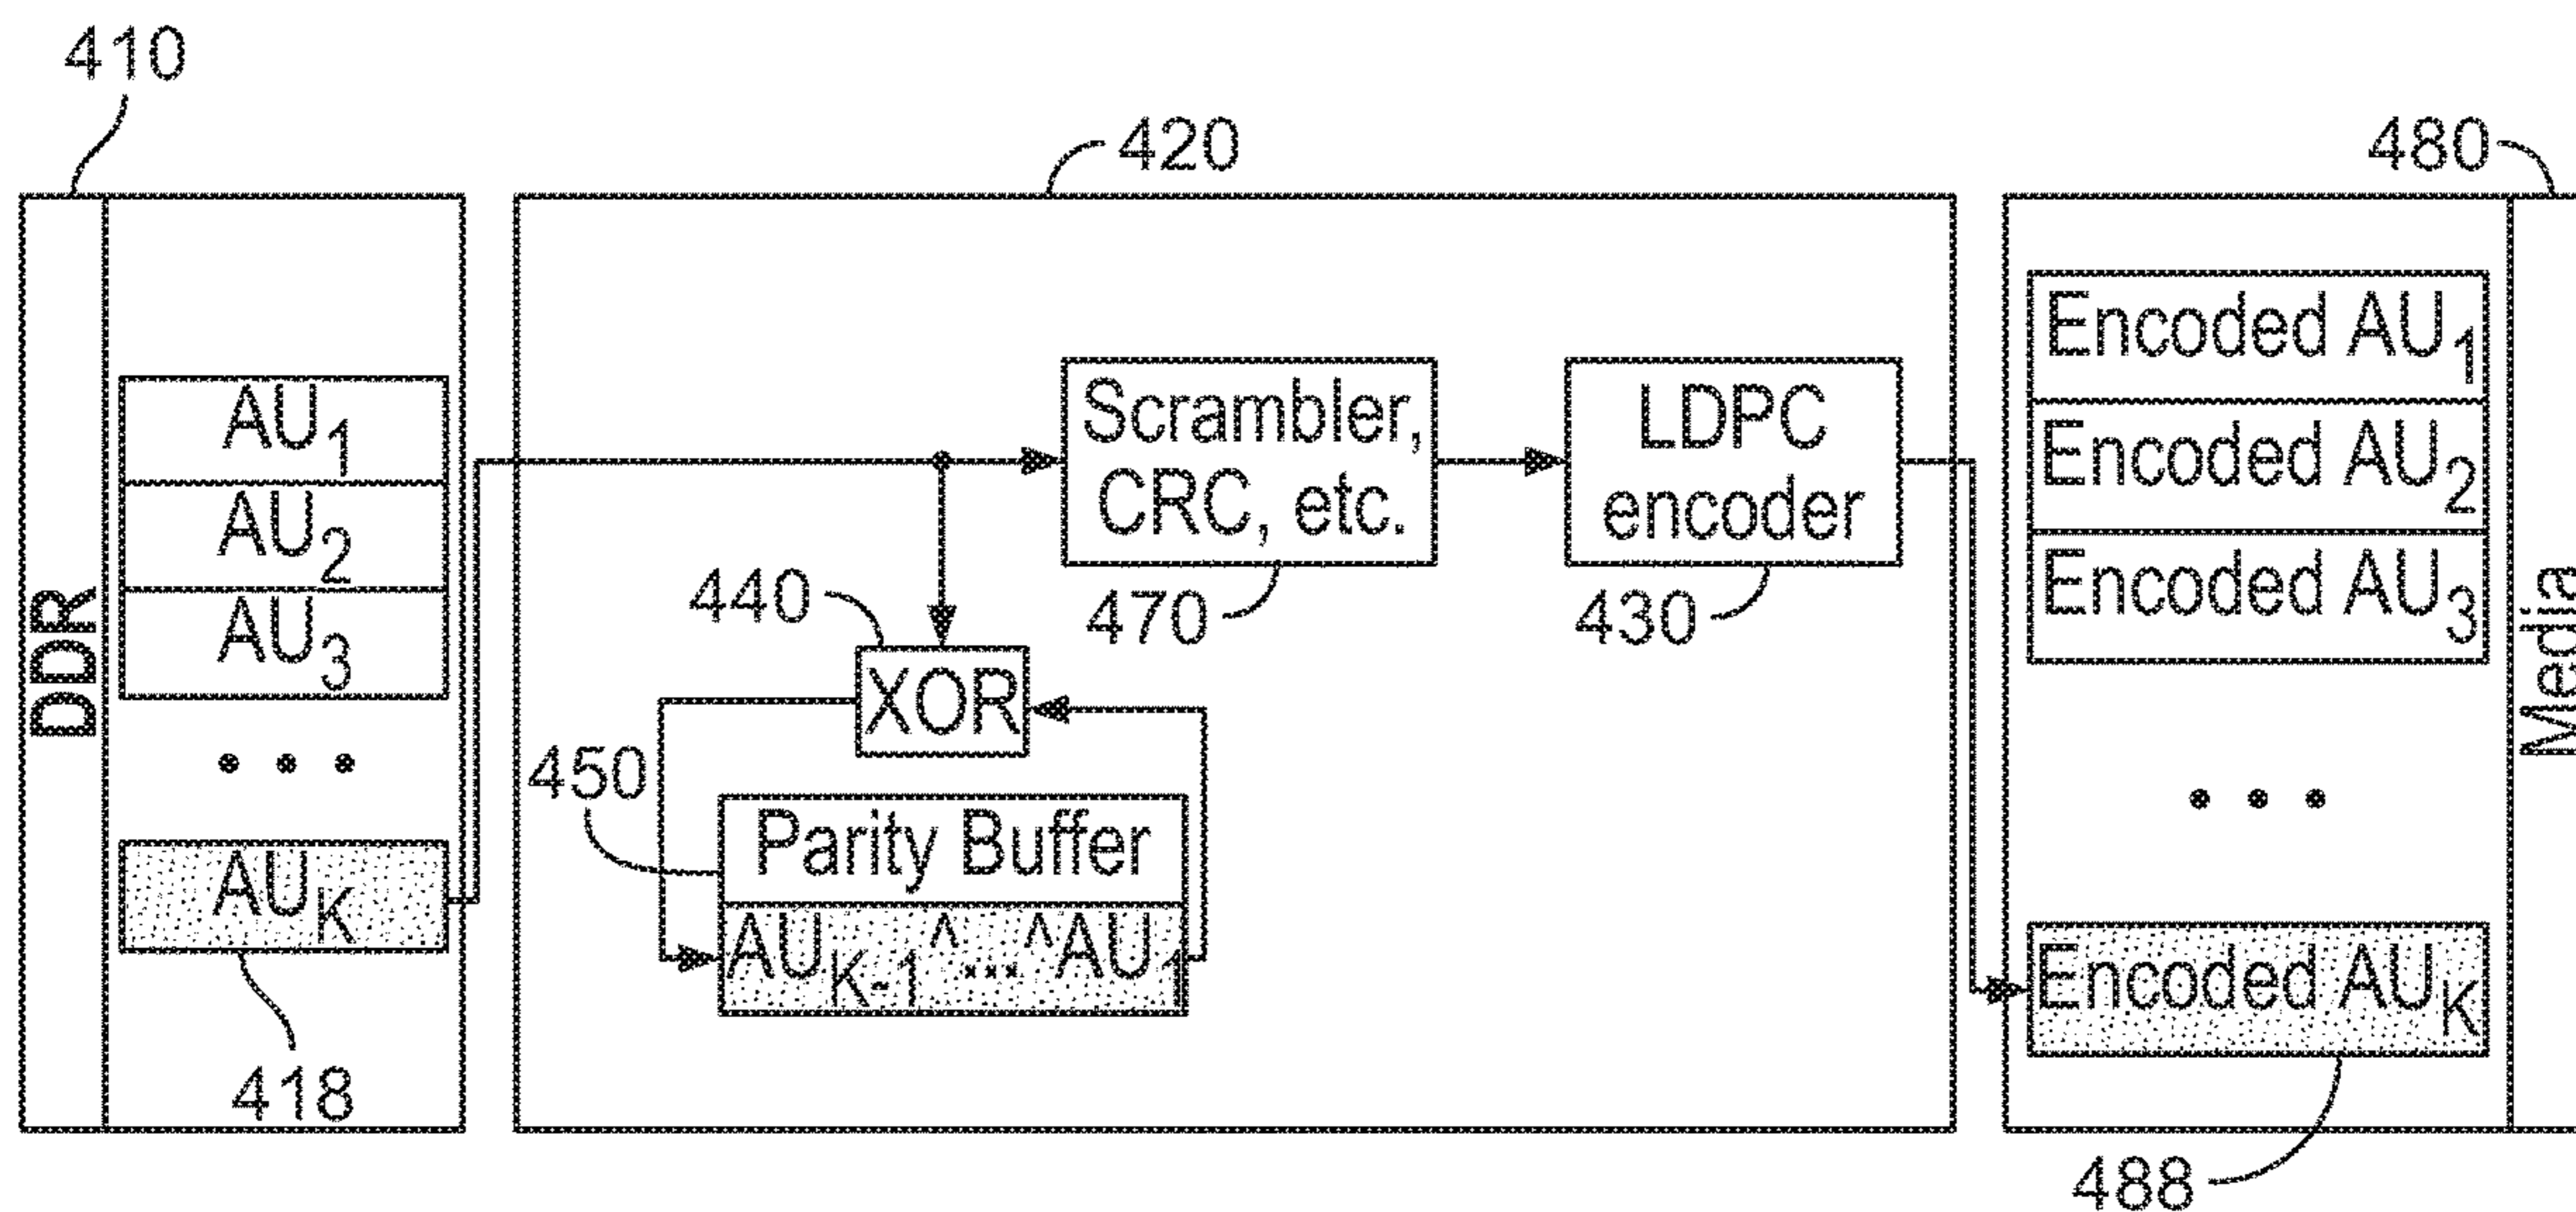 410
420
480
DDR
AU1
AU2
AU3
• • •
AUK
418
Scrambler,
CRC, etc.
470
LDPC
encoder
430
440
XOR
450
Parity Buffer
AUK-1^...^AU1
Encoded AU1
Encoded AU2
Encoded AU3
• • •
Encoded AUK
488
Media